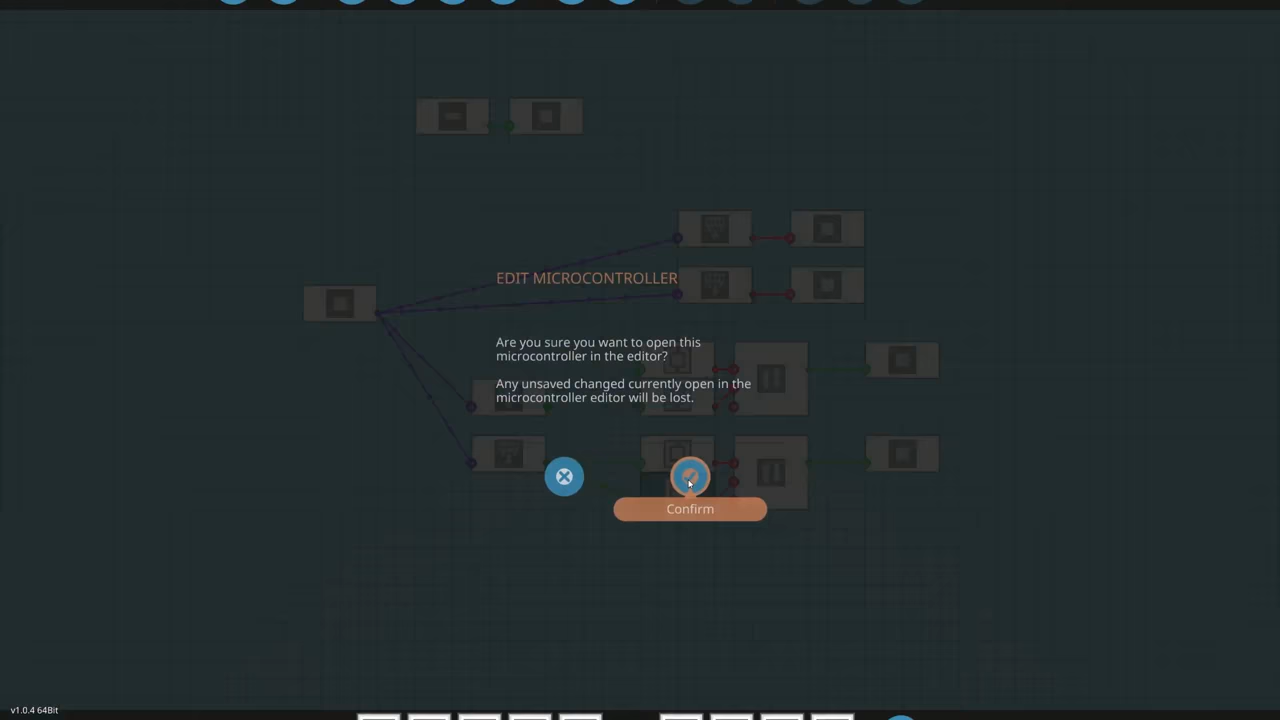 EDIT MICROCONTROLLER
Are you sure you want to open this
microcontroller in the editor?
Any unsaved changed currently open in the
microcontroller editor will be lost.
Confirm
v1.0.4 64Bit